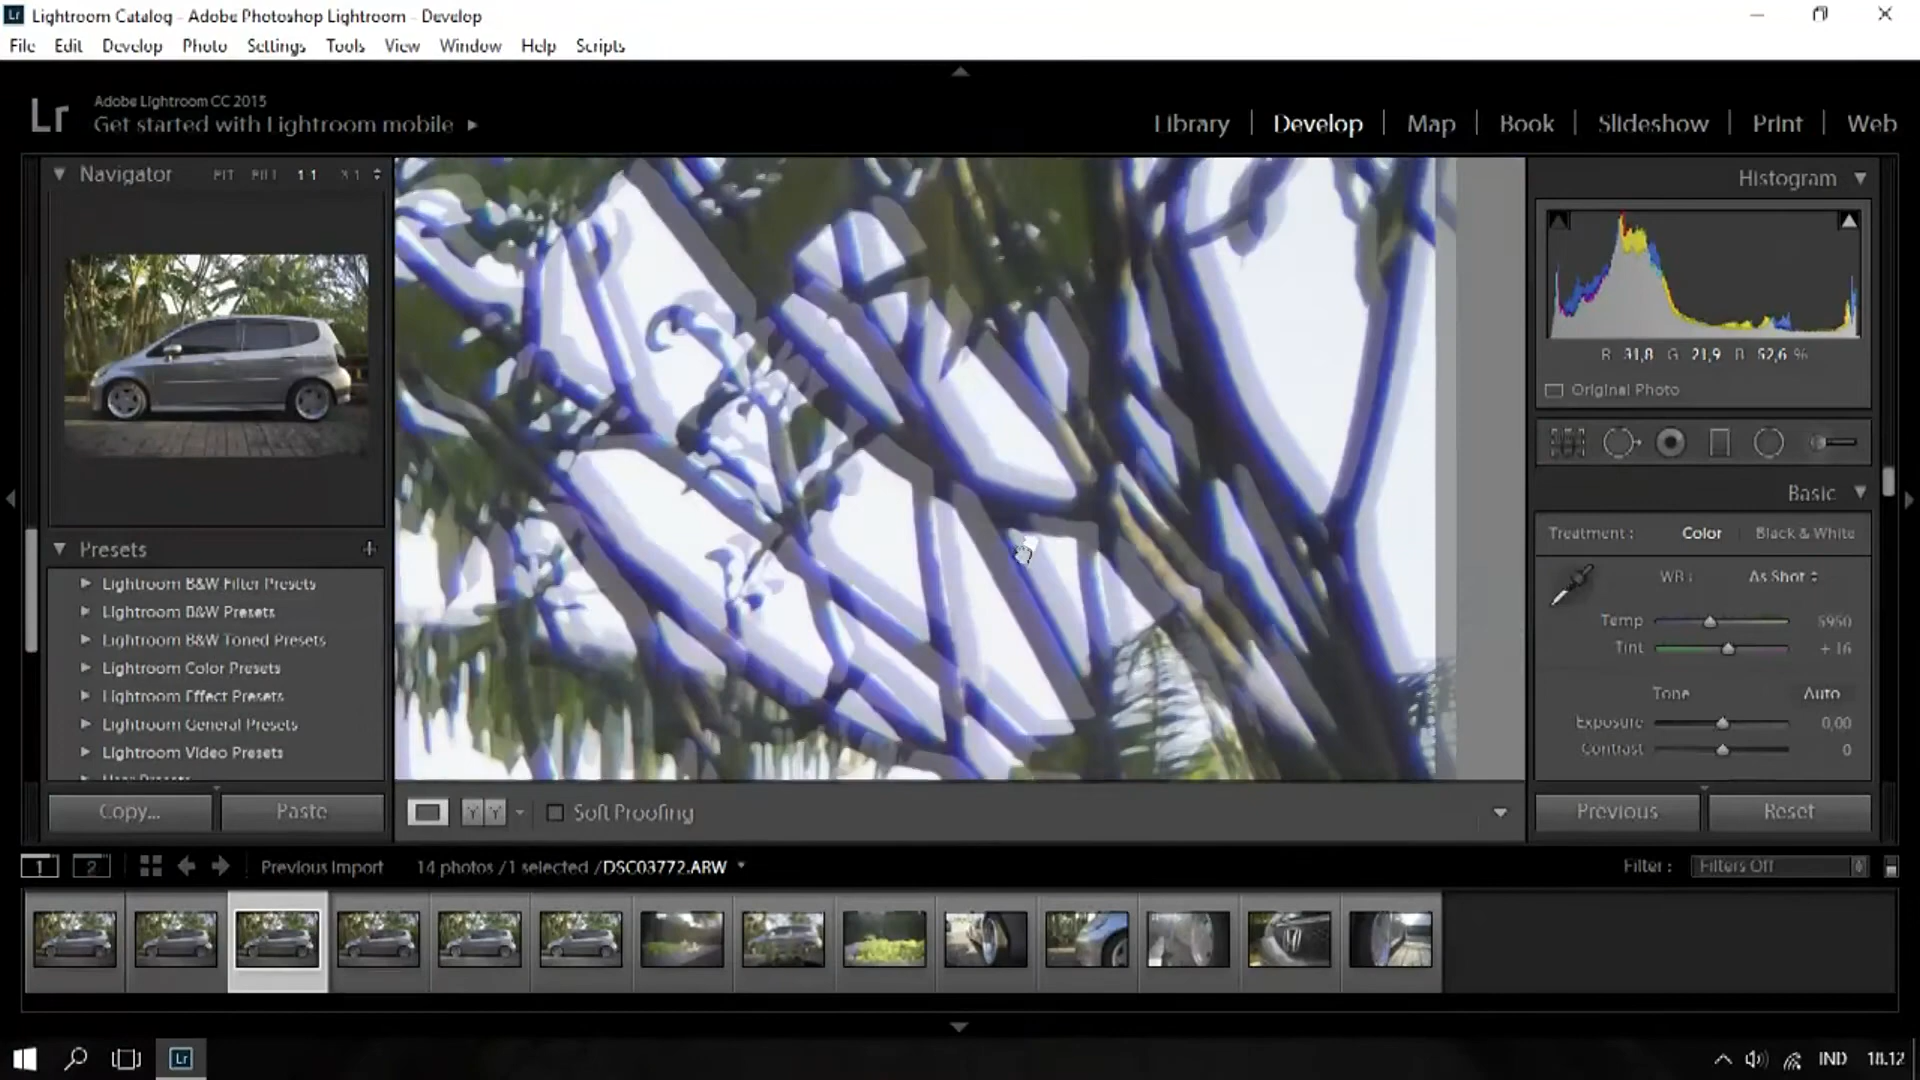 Lr Lightroom Catalog - Adobe Photoshop Lightroom - Develop
File Edit Develop Photo Settings Tools View Window Help Scripts
Lr
Adobe Lightroom CC 2015
Get started with Lightroom mobile
Library Develop Map Book Slideshow Print Web
Navigator FIT FILL 1:1
Histogram
R 31,8 G 21,9 B 52,6 %
Original Photo
Basic
Treatment : Color Black & White
WB : As Shot
Temp 5950
Tint + 16
Tone Auto
Exposure 0,00
Contrast 0
Presets
Lightroom B&W Filter Presets
Lightroom B&W Presets
Lightroom B&W Toned Presets
Lightroom Color Presets
Lightroom Effect Presets
Lightroom General Presets
Lightroom Video Presets
User Presets
Copy... Paste
Y Y Soft Proofing
Previous Reset
1 2 Previous Import 14 photos / 1 selected / DSC03772.ARW
Filter : Filters Off
Lr IND 18.12